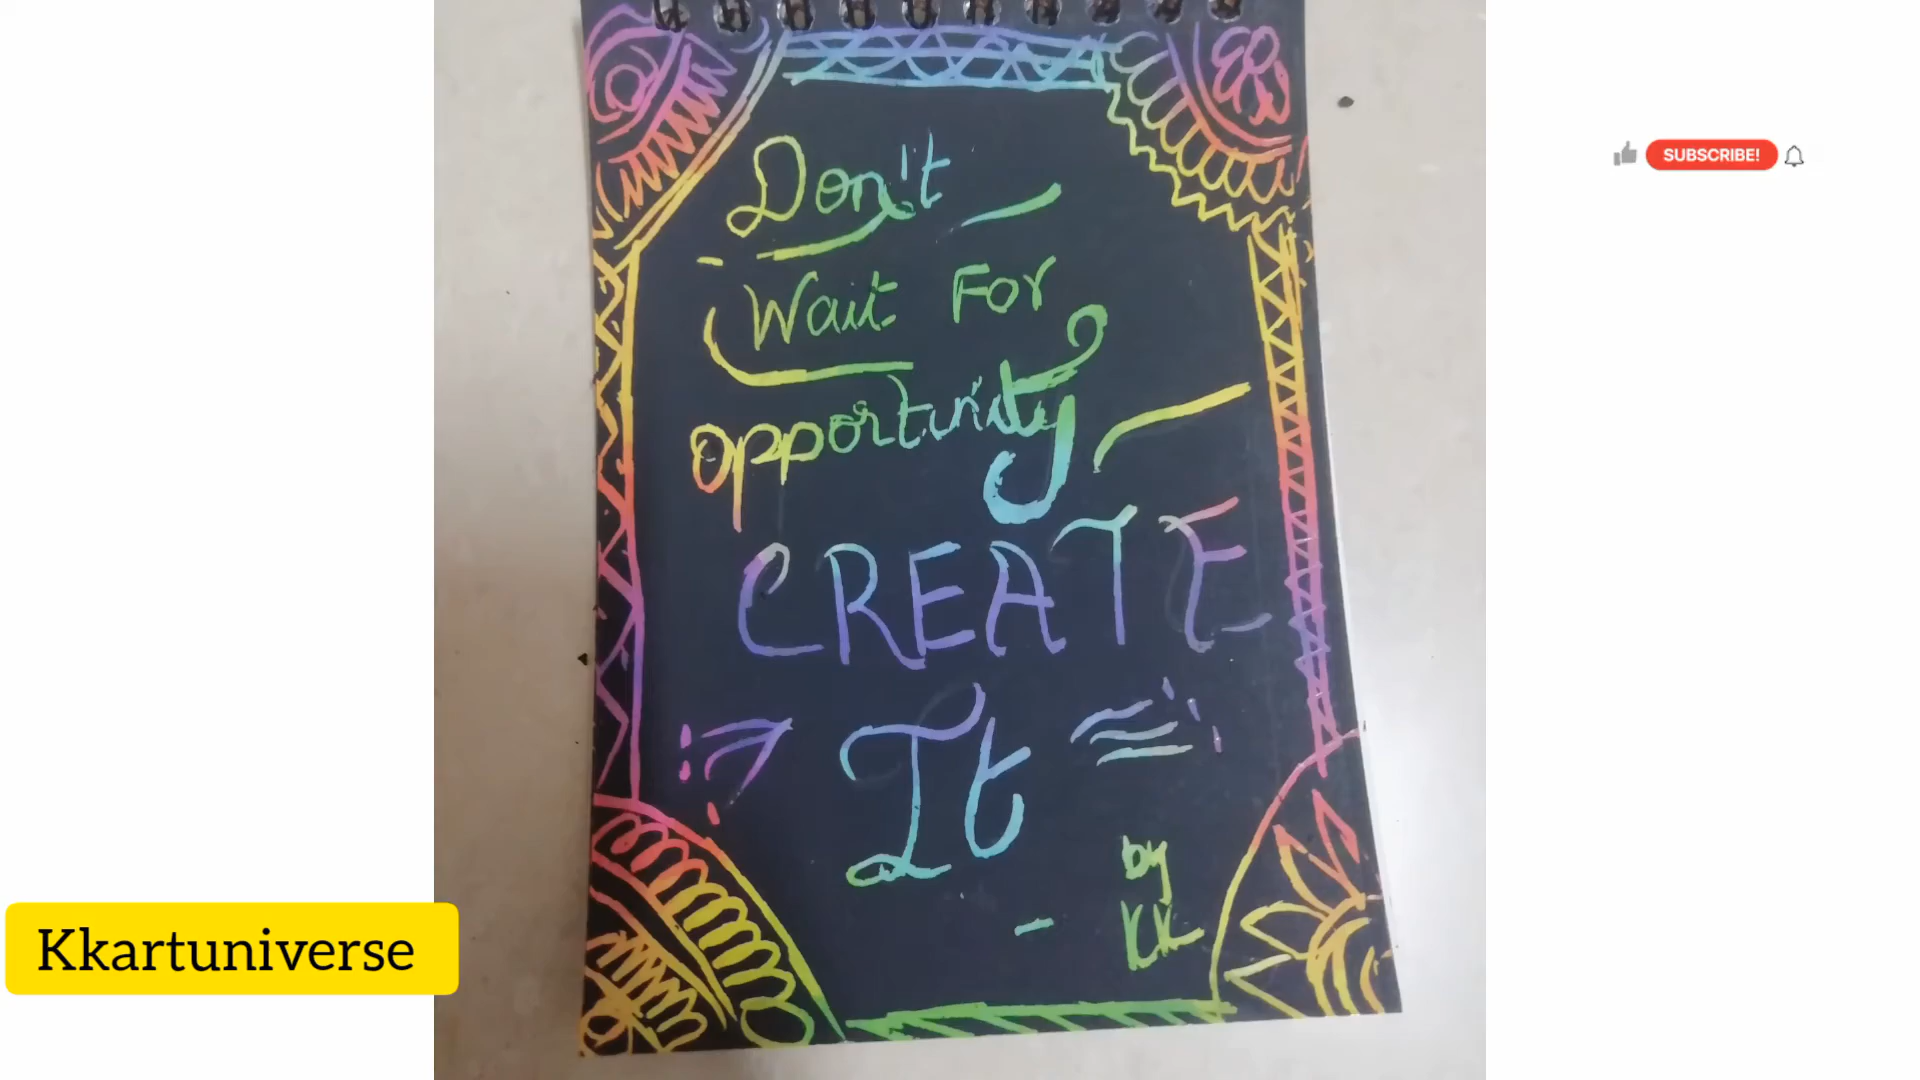 Don't
Wait For
opportunity
CREATE
It
by
KK
SUBSCRIBE!
Kkartuniverse